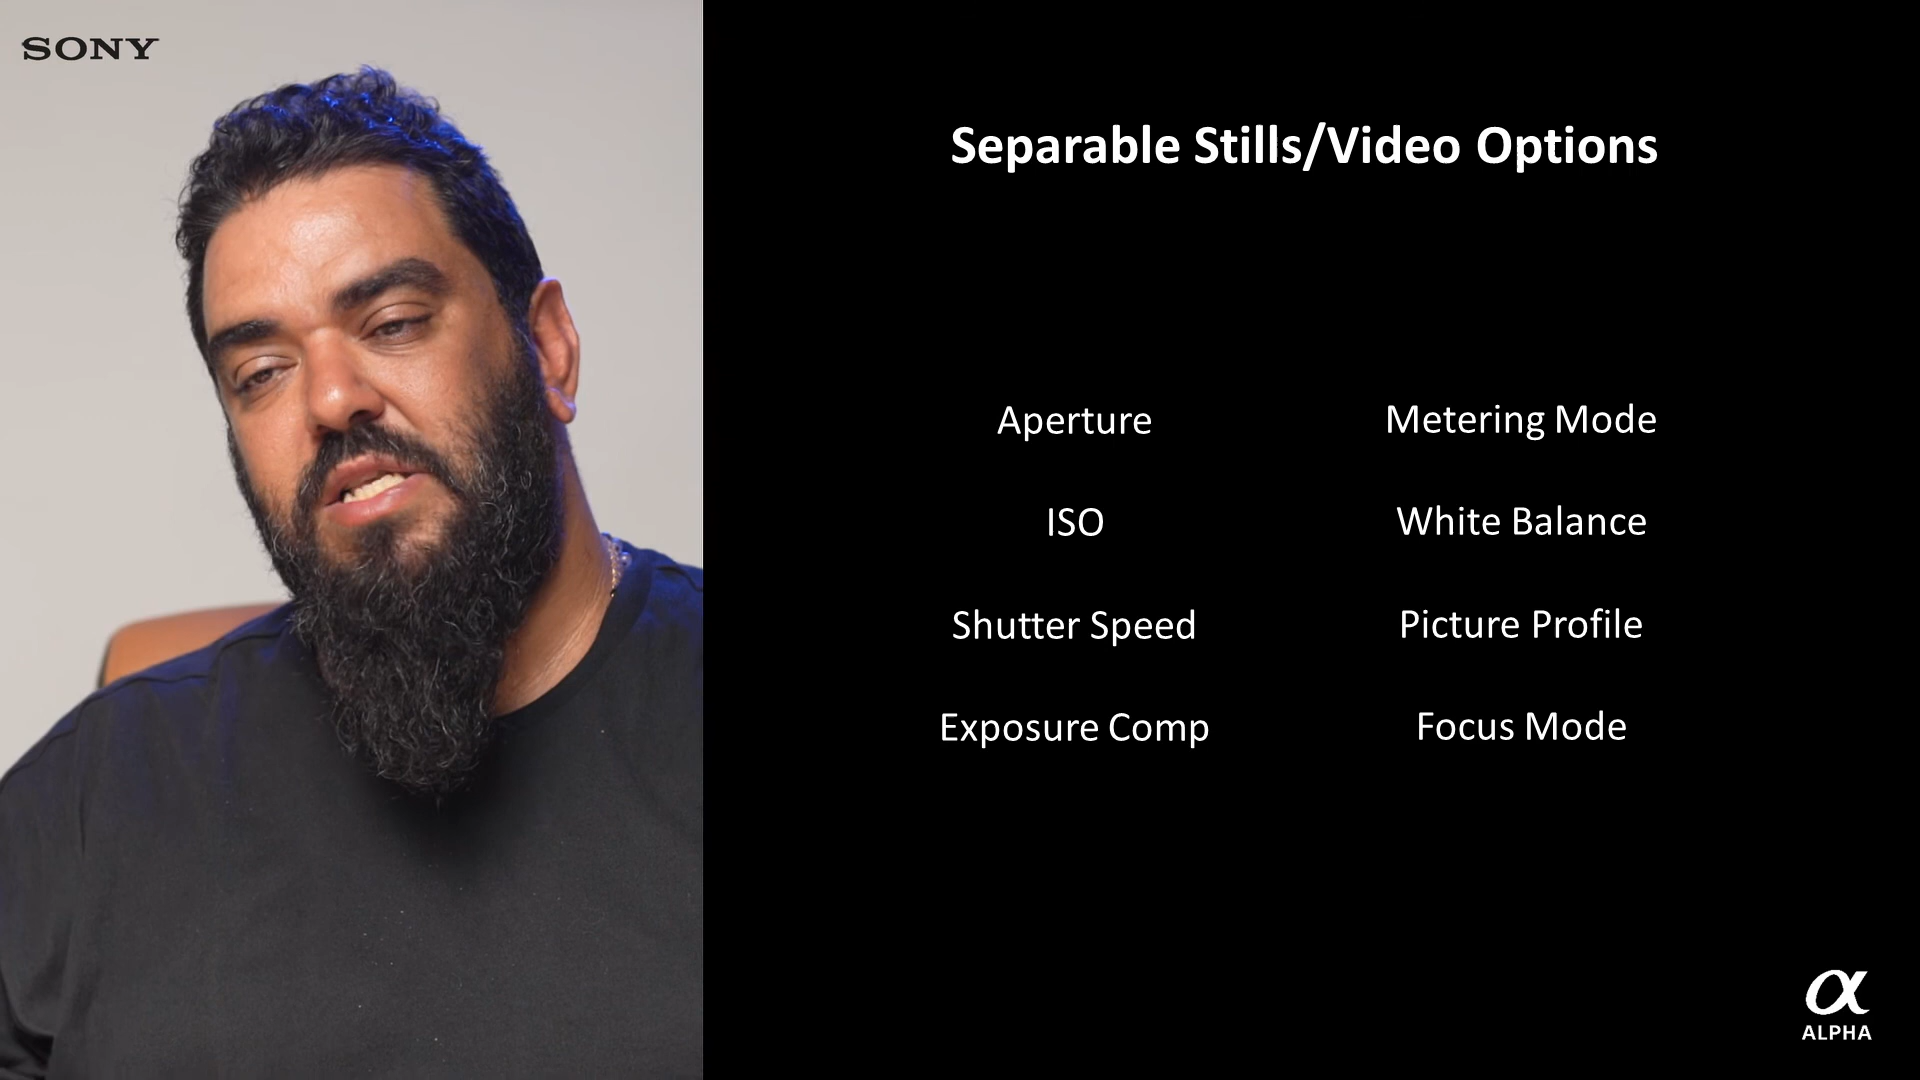 SONY
Separable Stills/Video Options
Aperture
Metering Mode
ISO
White Balance
Shutter Speed
Picture Profile
Exposure Comp
Focus Mode
α
ALPHA